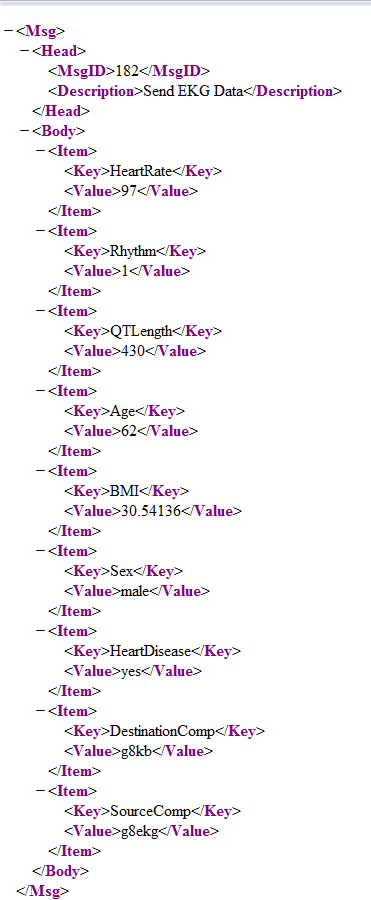 − <Msg>
− <Head>
<MsgID>182</MsgID>
<Description>Send EKG Data</Description>
</Head>
− <Body>
− <Item>
<Key>HeartRate</Key>
<Value>97</Value>
</Item>
− <Item>
<Key>Rhythm</Key>
<Value>1</Value>
</Item>
− <Item>
<Key>QTLength</Key>
<Value>430</Value>
</Item>
− <Item>
<Key>Age</Key>
<Value>62</Value>
</Item>
− <Item>
<Key>BMI</Key>
<Value>30.54136</Value>
</Item>
− <Item>
<Key>Sex</Key>
<Value>male</Value>
</Item>
− <Item>
<Key>HeartDisease</Key>
<Value>yes</Value>
</Item>
− <Item>
<Key>DestinationComp</Key>
<Value>g8kb</Value>
</Item>
− <Item>
<Key>SourceComp</Key>
<Value>g8ekg</Value>
</Item>
</Body>
</Msg>